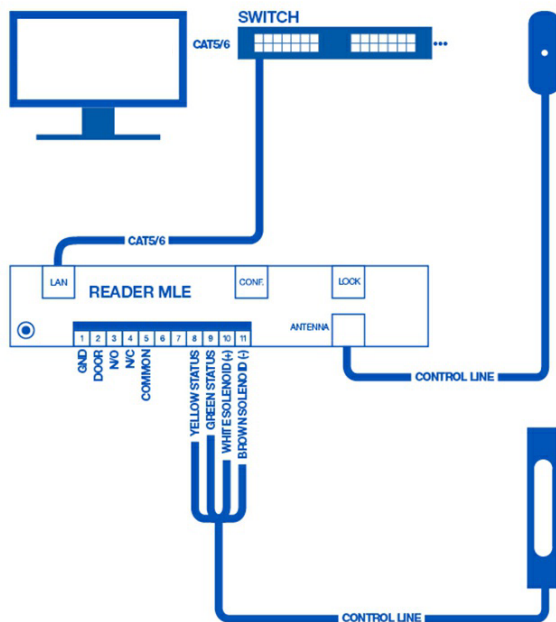 SWITCH
CAT5/6
CAT5/6
LAN
READER MLE
CONF.
LOCK
ANTENNA
1 2 3 4 5 6 7 8 9 10 11
GND
DOOR
N/O
N/C
COMMON
YELLOW STATUS
GREEN STATUS
WHITE SOLENOID (+)
BROWN SOLENOID (-)
CONTROL LINE
CONTROL LINE